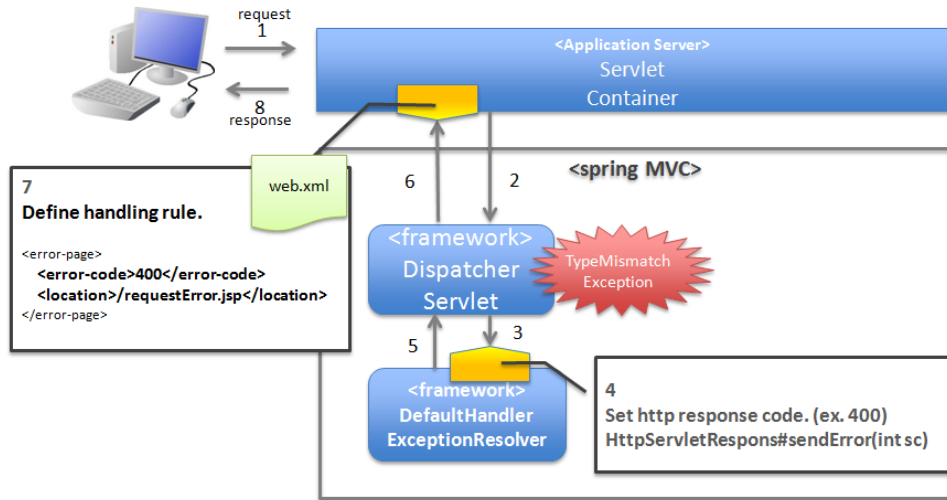 request
1
8
response
<Application Server>
Servlet
Container
<spring MVC>
7
Define handling rule.
<error-page>
<error-code>400</error-code>
<location>/requestError.jsp</location>
</error-page>
web.xml
6
2
<framework>
Dispatcher
Servlet
TypeMismatch
Exception
5
3
<framework>
DefaultHandler
ExceptionResolver
4
Set http response code. (ex. 400)
HttpServletRespons#sendError(int sc)